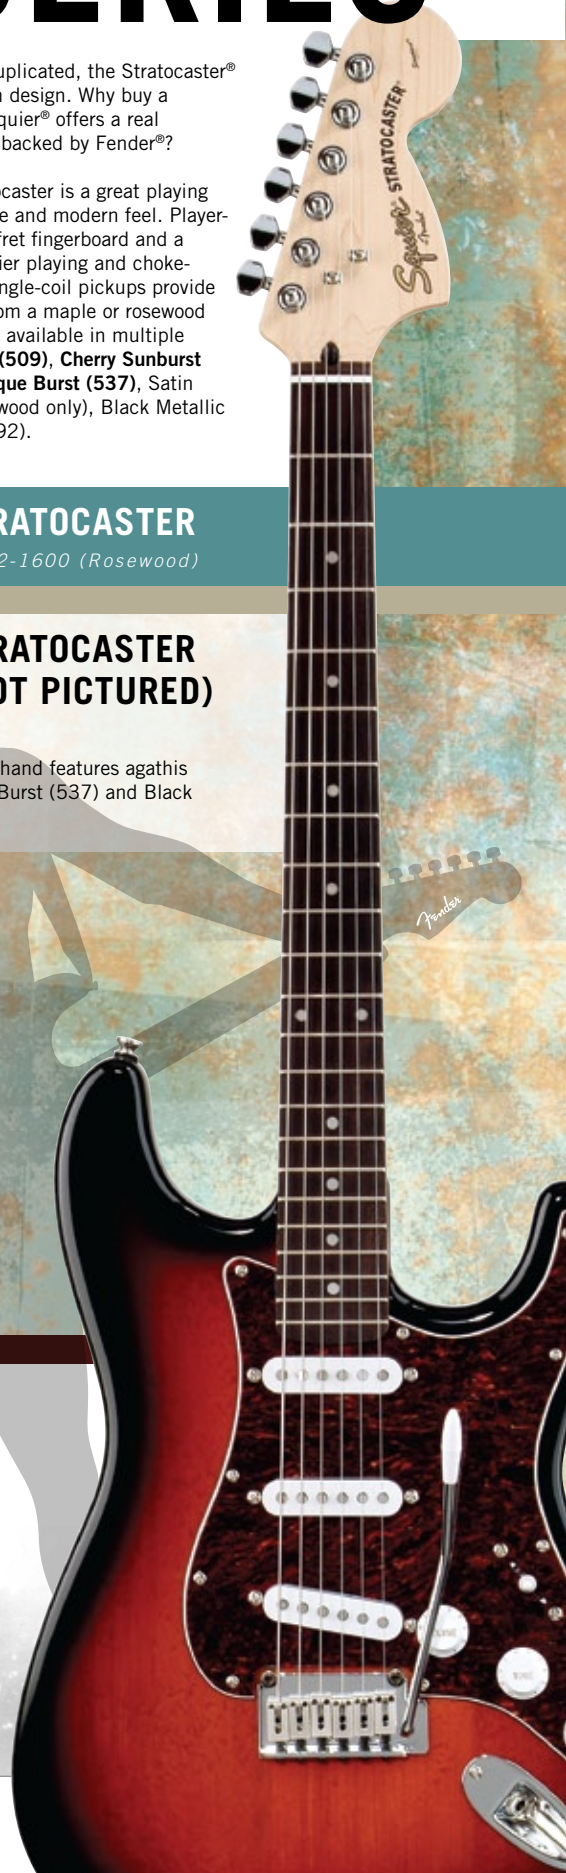 SERIES
uplicated, the Stratocaster®
design. Why buy a
quier® offers a real
backed by Fender®?
caster is a great playing
e and modern feel. Player-
fret fingerboard and a
ier playing and choke-
ngle-coil pickups provide
om a maple or rosewood
available in multiple
(509), Cherry Sunburst
que Burst (537), Satin
wood only), Black Metallic
92).
Squier STRATOCASTER®
Fender
RATOCASTER
2-1600 (Rosewood)
RATOCASTER
OT PICTURED)
hand features agathis
Burst (537) and Black
Fender
TONE